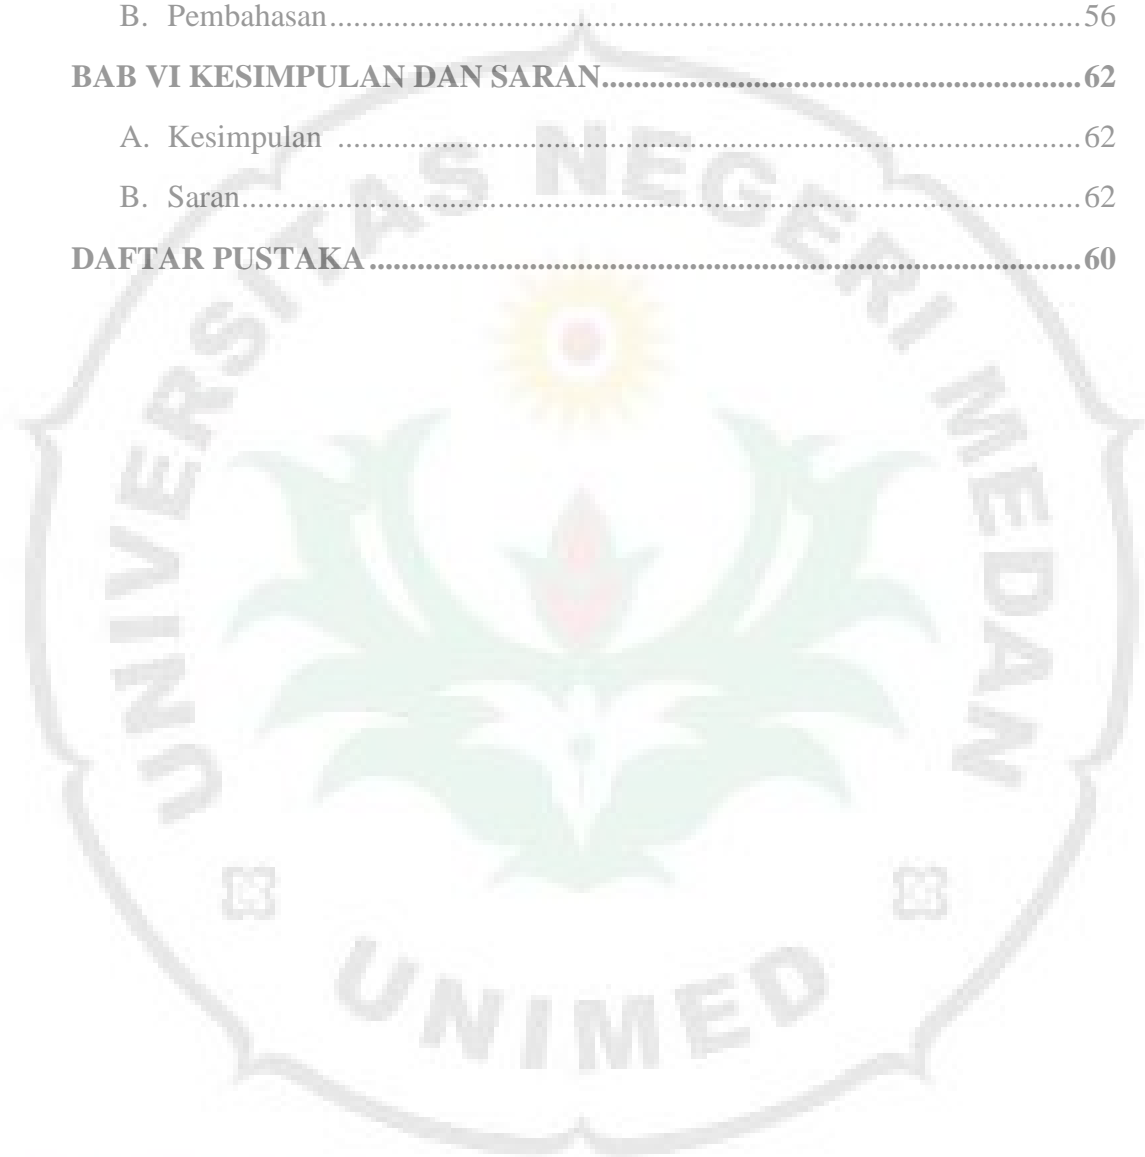 B. Pembahasan........................................................................................56
BAB VI KESIMPULAN DAN SARAN............................................................62
A. Kesimpulan ........................................................................................62
B. Saran........................................................................................62
DAFTAR PUSTAKA........................................................................................60
UNIVERSITAS NEGERI MEDAN
UNIMED